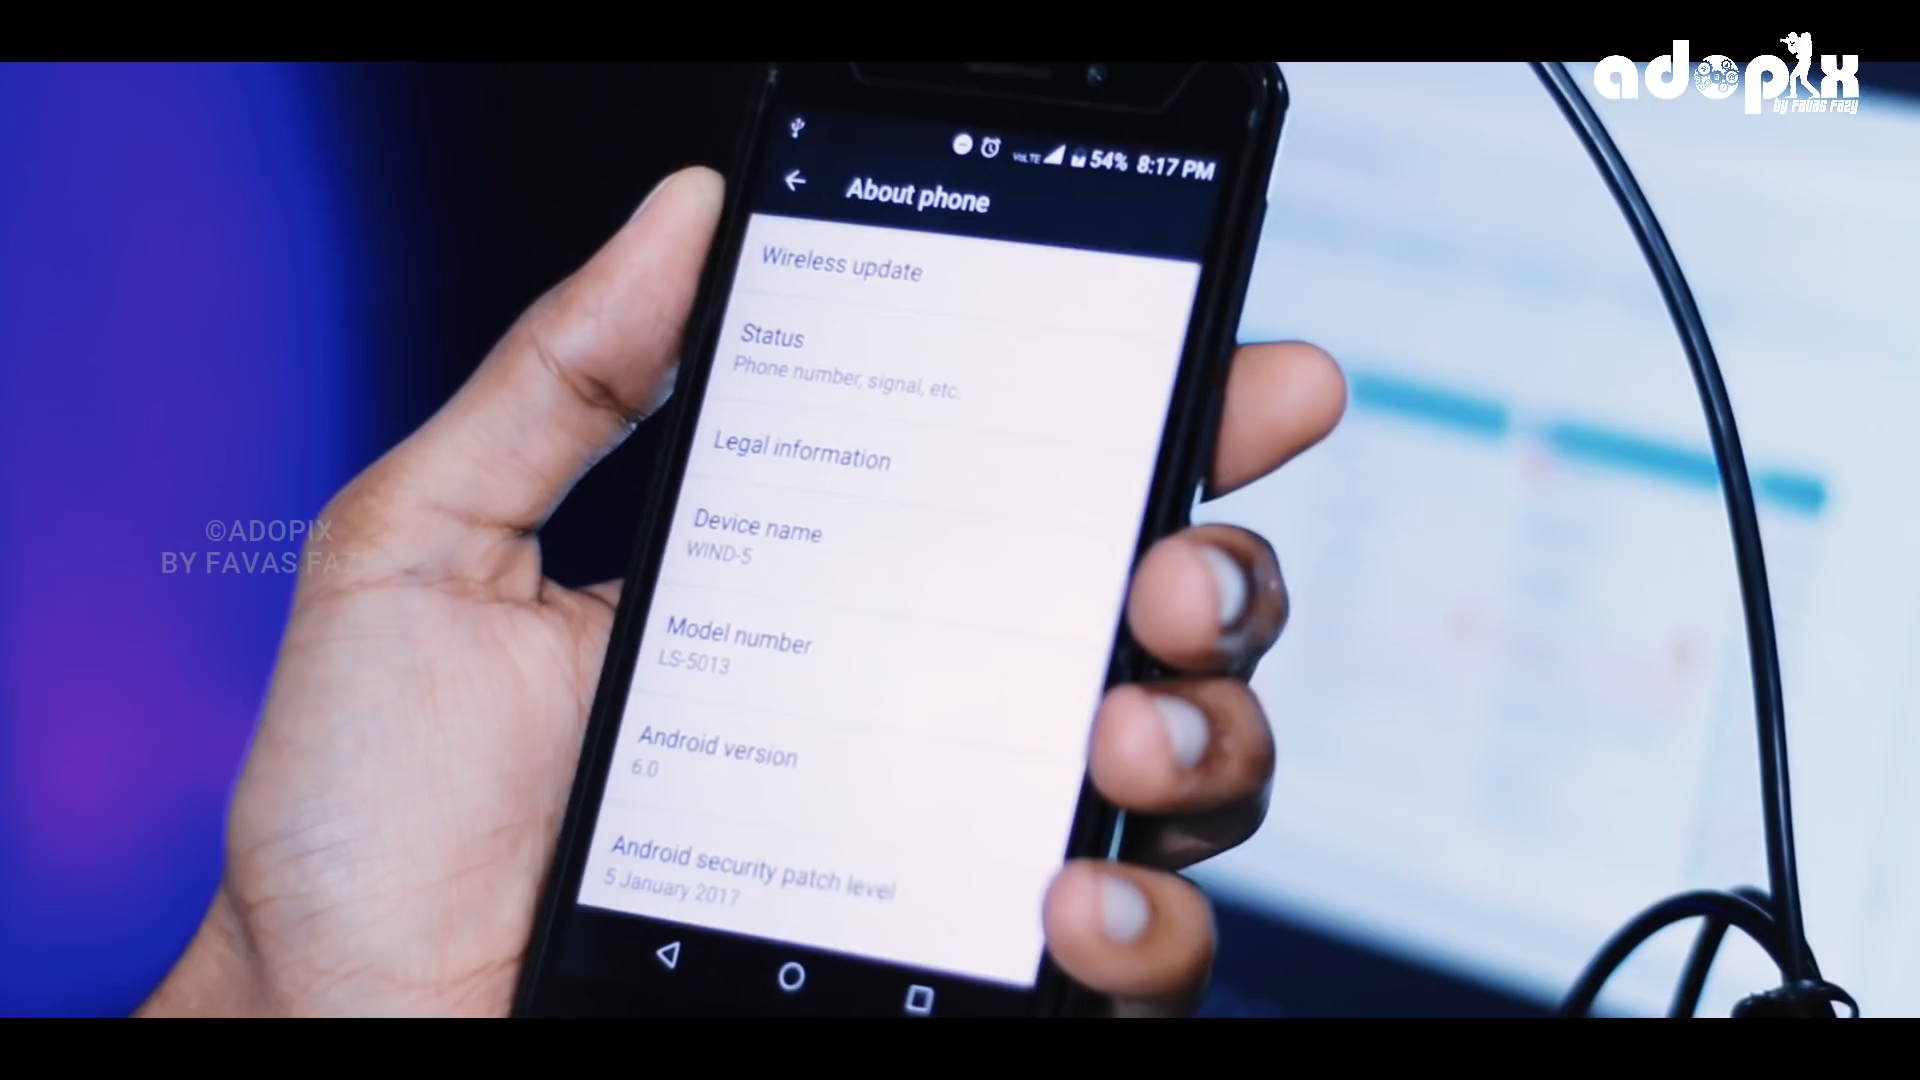 adopix
by FAVAS FAZY
VoLTE 54% 8:17 PM
About phone
Wireless update
Status
Phone number, signal, etc.
Legal information
Device name
WIND-5
Model number
LS-5013
Android version
6.0
Android security patch level
5 January 2017
©ADOPIX
BY FAVAS FAZY